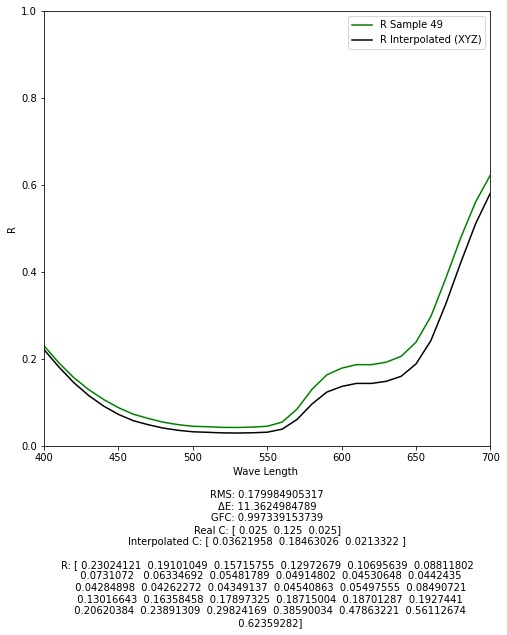 1.0
0.8
0.6
0.4
0.2
0.0
R
400 450 500 550 600 650 700
Wave Length
R Sample 49
R Interpolated (XYZ)
RMS: 0.179984905317
ΔE: 11.3624984789
GFC: 0.997339153739
Real C: [ 0.025 0.125 0.025]
Interpolated C: [ 0.03621958 0.18463026 0.0213322 ]
R: [ 0.23024121 0.19101049 0.15715755 0.12972679 0.10695639 0.08811802
0.0731072 0.06334692 0.05481789 0.04914802 0.04530648 0.0442435
0.04284898 0.04262272 0.04349137 0.04540863 0.05497555 0.08490721
0.13016643 0.16358458 0.17897325 0.18715004 0.18701287 0.1927441
0.20620384 0.23891309 0.29824169 0.38590034 0.47863221 0.56112674
0.62359282]